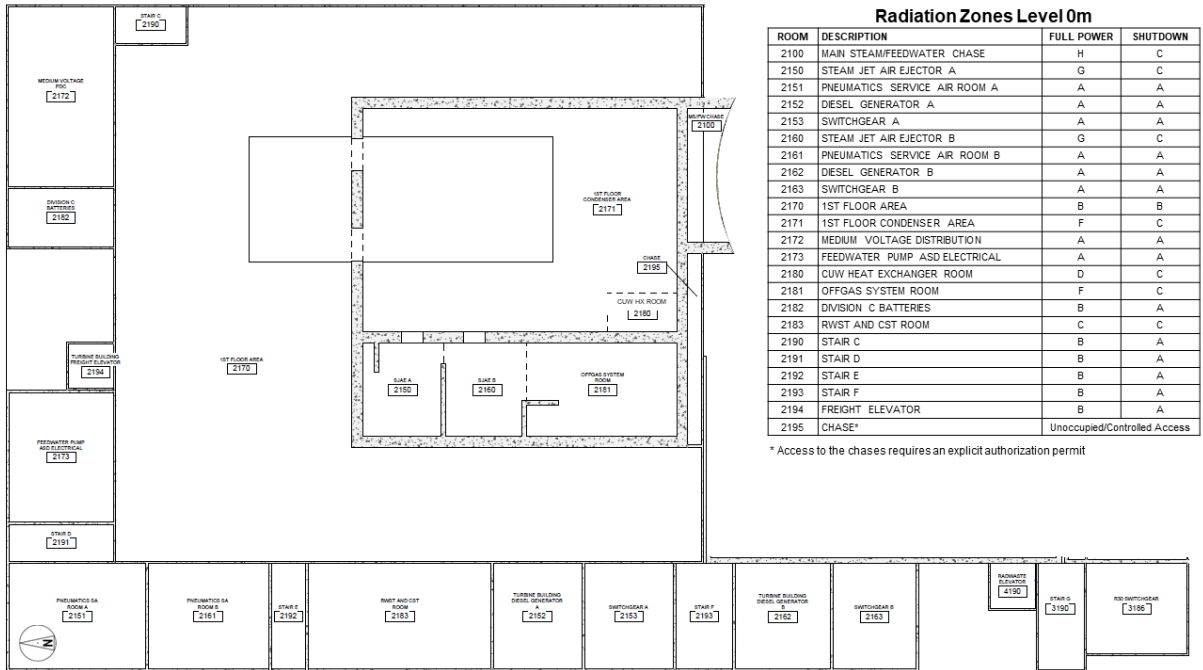 STAIR C
2190
MEDIUM VOLTAGE
PDC
2172
DIVISION C
BATTERIES
2182
MS/FW CHASE
2100
1ST FLOOR
CONDENSER AREA
2171
CHASE
2195
CUW HX ROOM
2180
TURBINE BUILDING
FREIGHT ELEVATOR
2194
1ST FLOOR AREA
2170
SJAE A
2150
SJAE B
2160
OFFGAS SYSTEM
ROOM
2181
FEEDWATER PUMP
ASD ELECTRICAL
2173
STAIR D
2191
PNEUMATICS SA
ROOM A
2151
PNEUMATICS SA
ROOM B
2161
STAIR E
2192
RWST AND CST
ROOM
2183
TURBINE BUILDING
DIESEL GENERATOR
A
2152
SWITCHGEAR A
2153
STAIR F
2193
TURBINE BUILDING
DIESEL GENERATOR
B
2162
SWITCHGEAR B
2163
RADWASTE
ELEVATOR
4190
STAIR G
3190
R30 SWITCHGEAR
3186
N
Radiation Zones Level 0m
ROOM DESCRIPTION FULL POWER SHUTDOWN
2100 MAIN STEAM/FEEDWATER CHASE H C
2150 STEAM JET AIR EJECTOR A G C
2151 PNEUMATICS SERVICE AIR ROOM A A A
2152 DIESEL GENERATOR A A A
2153 SWITCHGEAR A A A
2160 STEAM JET AIR EJECTOR B G C
2161 PNEUMATICS SERVICE AIR ROOM B A A
2162 DIESEL GENERATOR B A A
2163 SWITCHGEAR B A A
2170 1ST FLOOR AREA B B
2171 1ST FLOOR CONDENSER AREA F C
2172 MEDIUM VOLTAGE DISTRIBUTION A A
2173 FEEDWATER PUMP ASD ELECTRICAL A A
2180 CUW HEAT EXCHANGER ROOM D C
2181 OFFGAS SYSTEM ROOM F C
2182 DIVISION C BATTERIES B A
2183 RWST AND CST ROOM C C
2190 STAIR C B A
2191 STAIR D B A
2192 STAIR E B A
2193 STAIR F B A
2194 FREIGHT ELEVATOR B A
2195 CHASE* Unoccupied/Controlled Access
* Access to the chases requires an explicit authorization permit